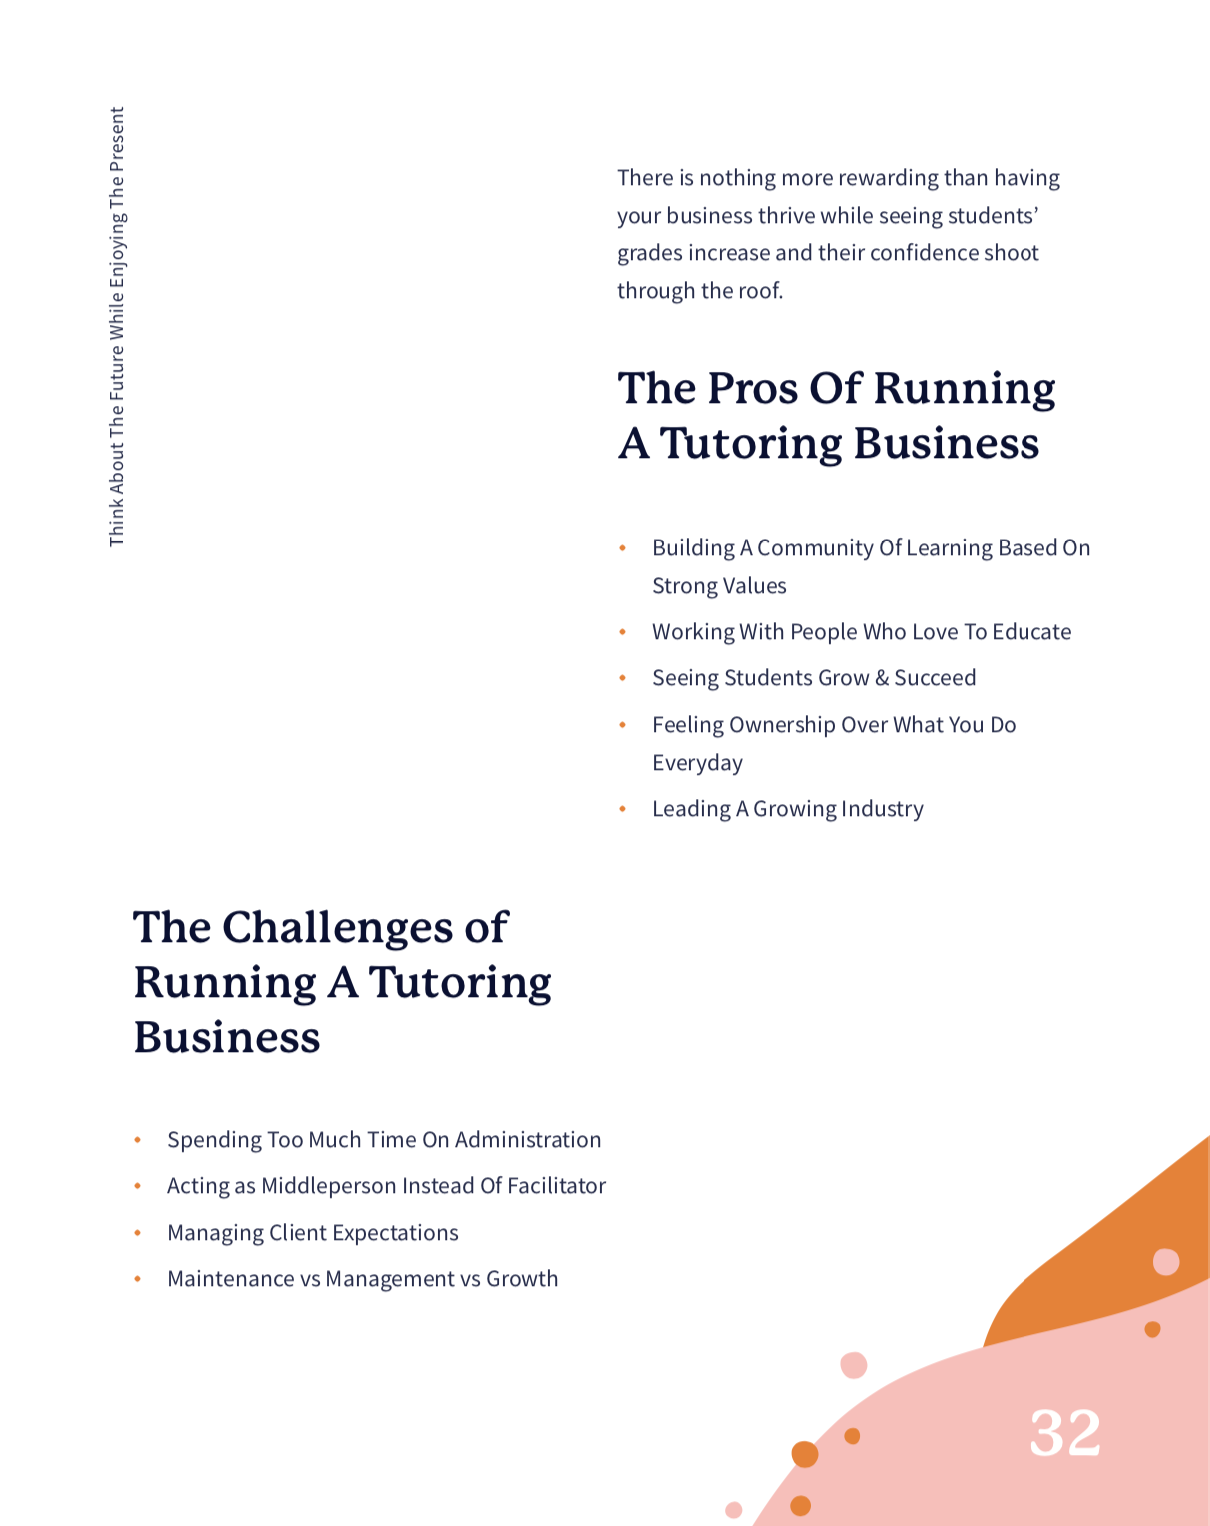 Think About The Future While Enjoying The Present
There is nothing more rewarding than having
your business thrive while seeing students’
grades increase and their confidence shoot
through the roof.
The Pros Of Running
A Tutoring Business
• Building A Community Of Learning Based On
Strong Values
• Working With People Who Love To Educate
• Seeing Students Grow & Succeed
• Feeling Ownership Over What You Do
Everyday
• Leading A Growing Industry
The Challenges of
Running A Tutoring
Business
• Spending Too Much Time On Administration
• Acting as Middleperson Instead Of Facilitator
• Managing Client Expectations
• Maintenance vs Management vs Growth
32